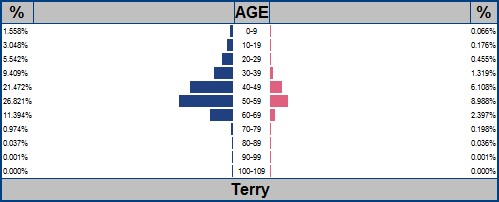 % AGE %
1.558% 0-9 0.066%
3.048% 10-19 0.176%
5.542% 20-29 0.455%
9.409% 30-39 1.319%
21.472% 40-49 6.108%
26.821% 50-59 8.988%
11.394% 60-69 2.397%
0.974% 70-79 0.198%
0.037% 80-89 0.036%
0.001% 90-99 0.001%
0.000% 100-109 0.000%
Terry